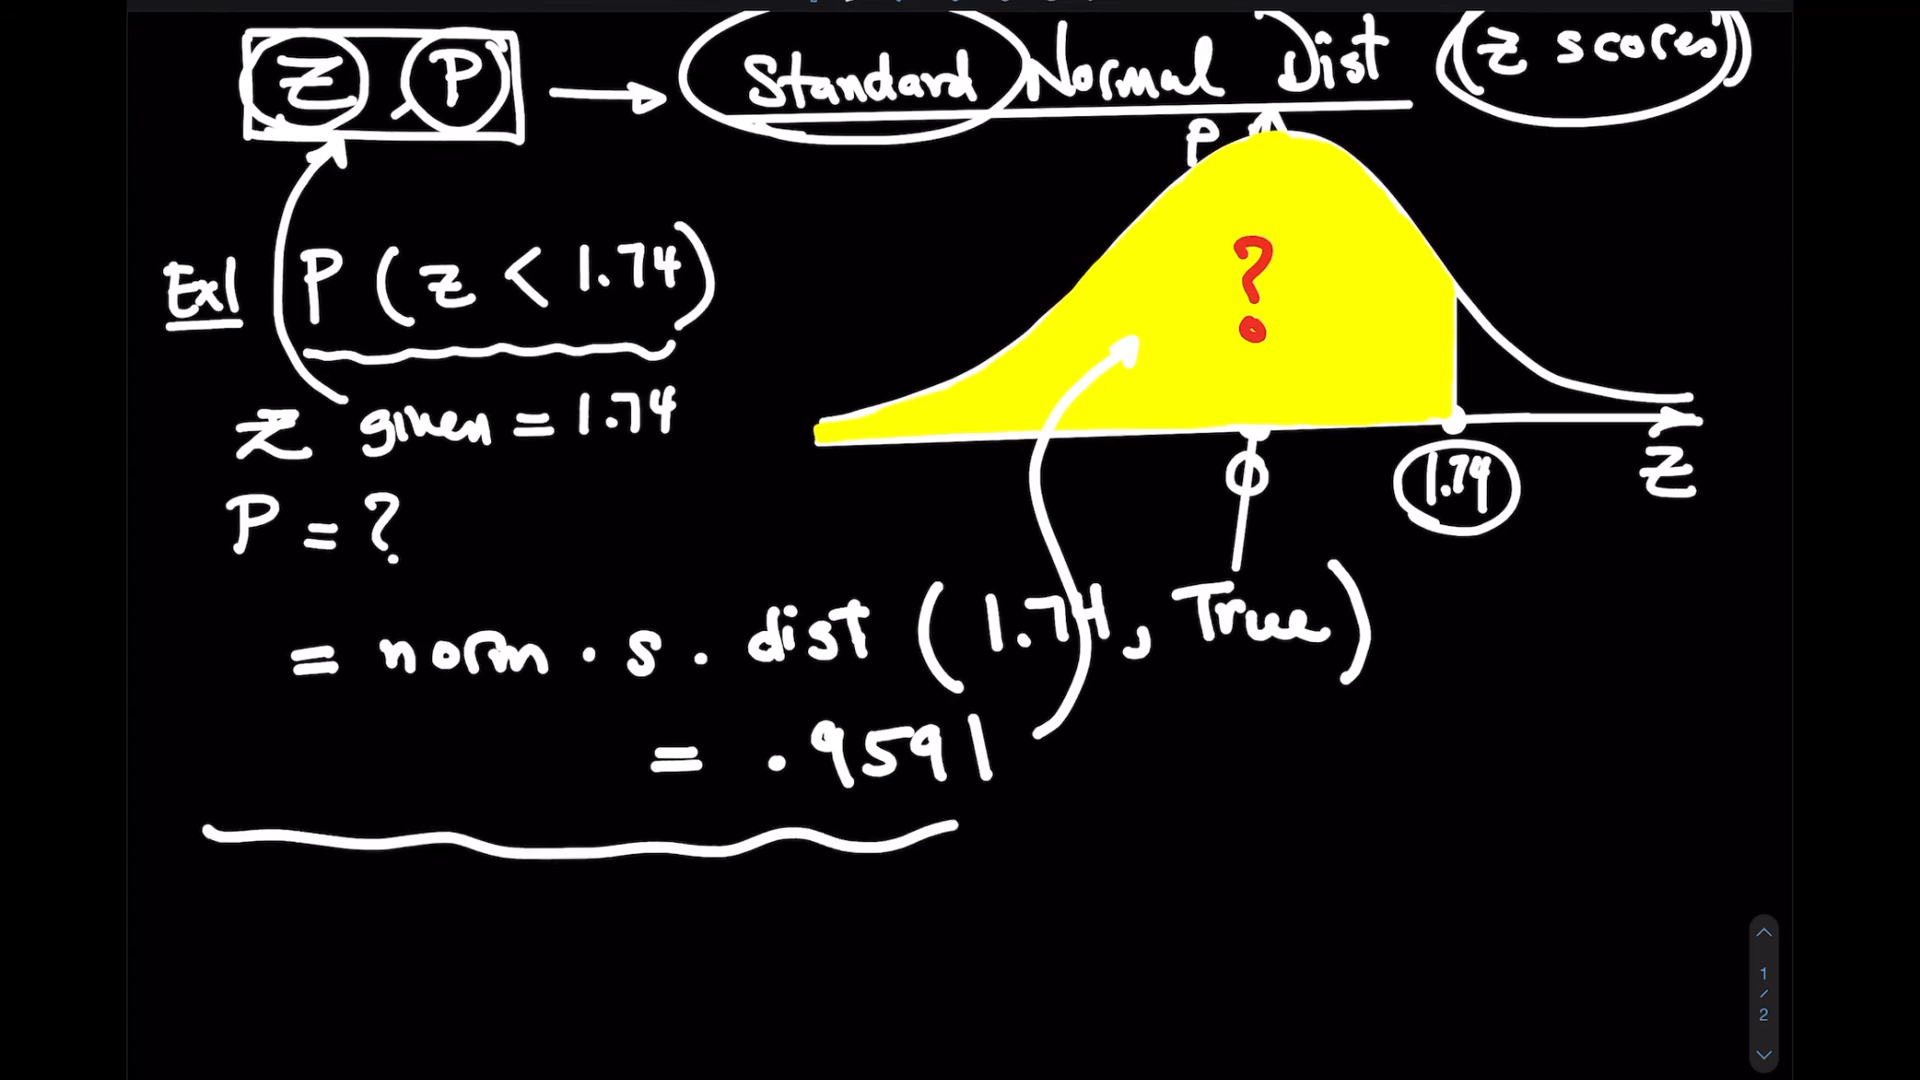 Z, P → Standard Normal Dist (z scores)
P
Ex1 P (z < 1.74)
?
z given = 1.74
0 1.74 Z
P = ?
= norm . s . dist (1.74, True)
= .9591
1
/
2